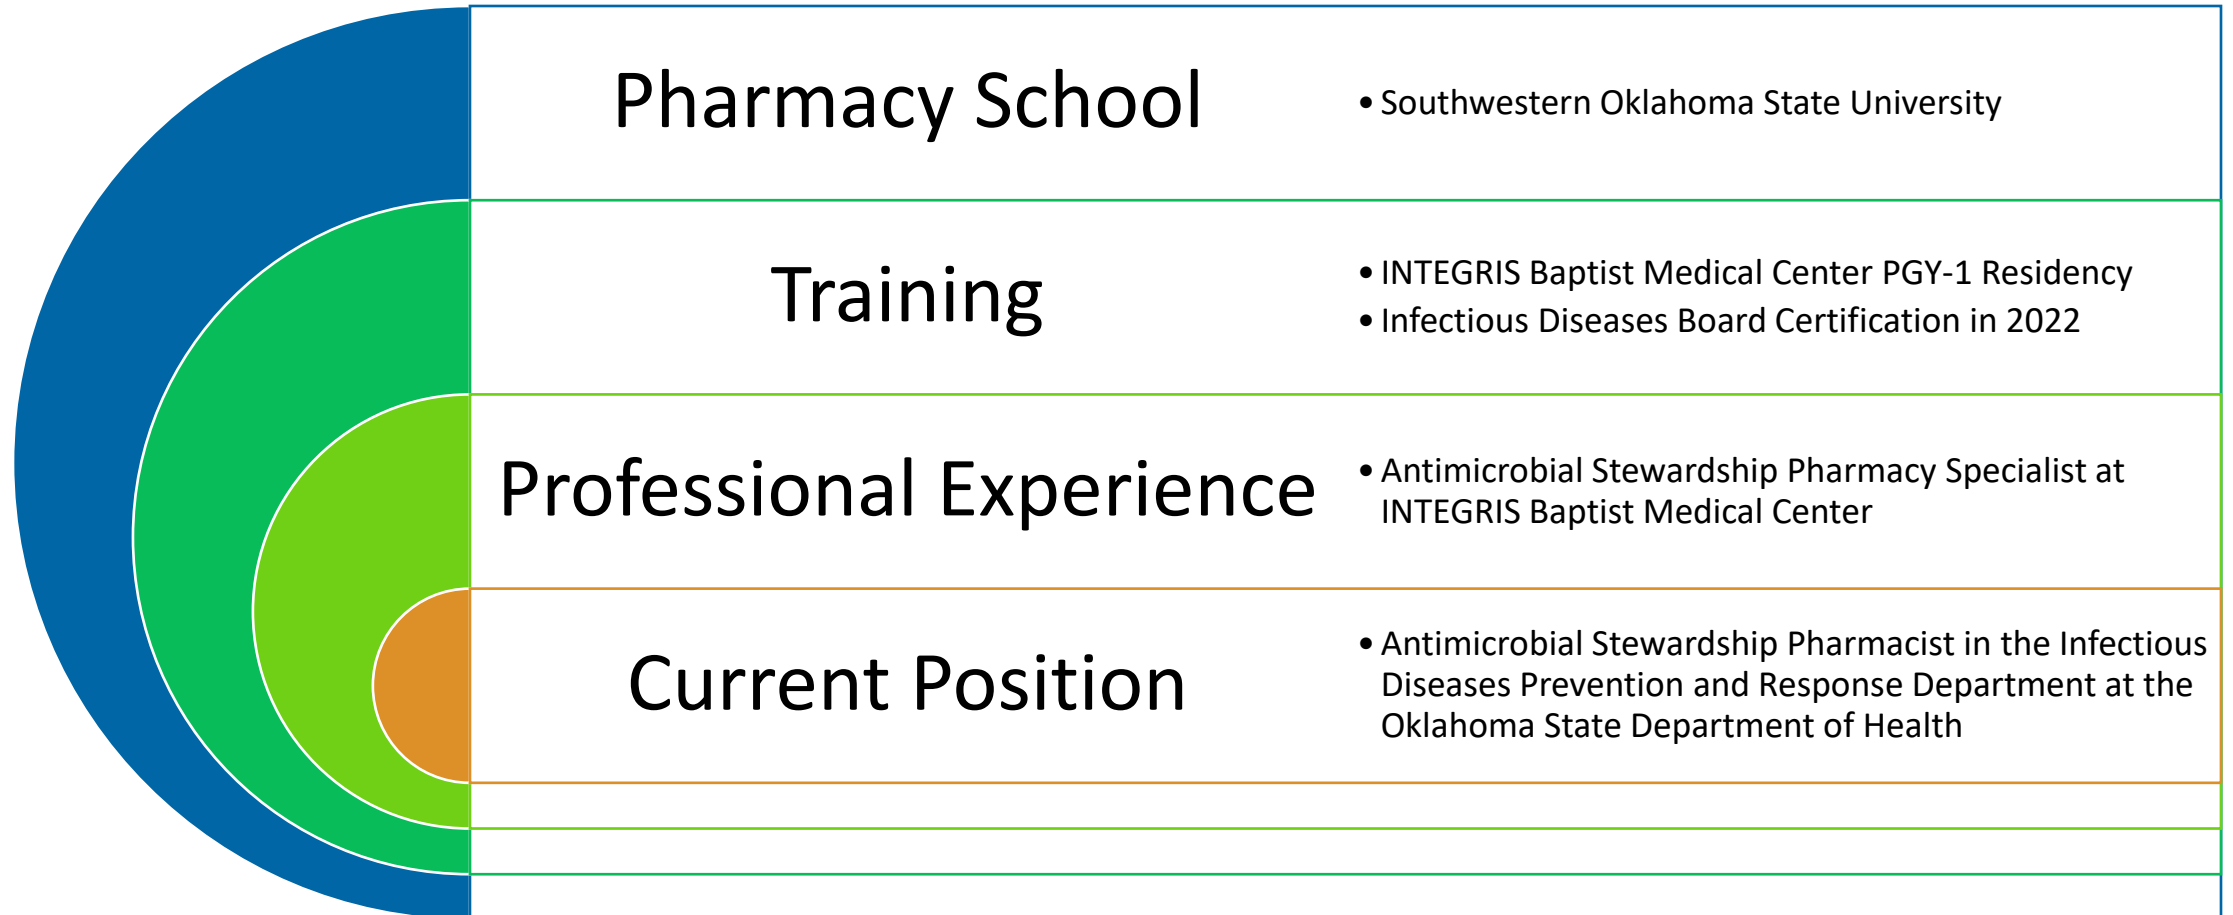 Pharmacy School
• Southwestern Oklahoma State University
Training
• INTEGRIS Baptist Medical Center PGY-1 Residency
• Infectious Diseases Board Certification in 2022
Professional Experience
• Antimicrobial Stewardship Pharmacy Specialist at
INTEGRIS Baptist Medical Center
Current Position
• Antimicrobial Stewardship Pharmacist in the Infectious
Diseases Prevention and Response Department at the
Oklahoma State Department of Health